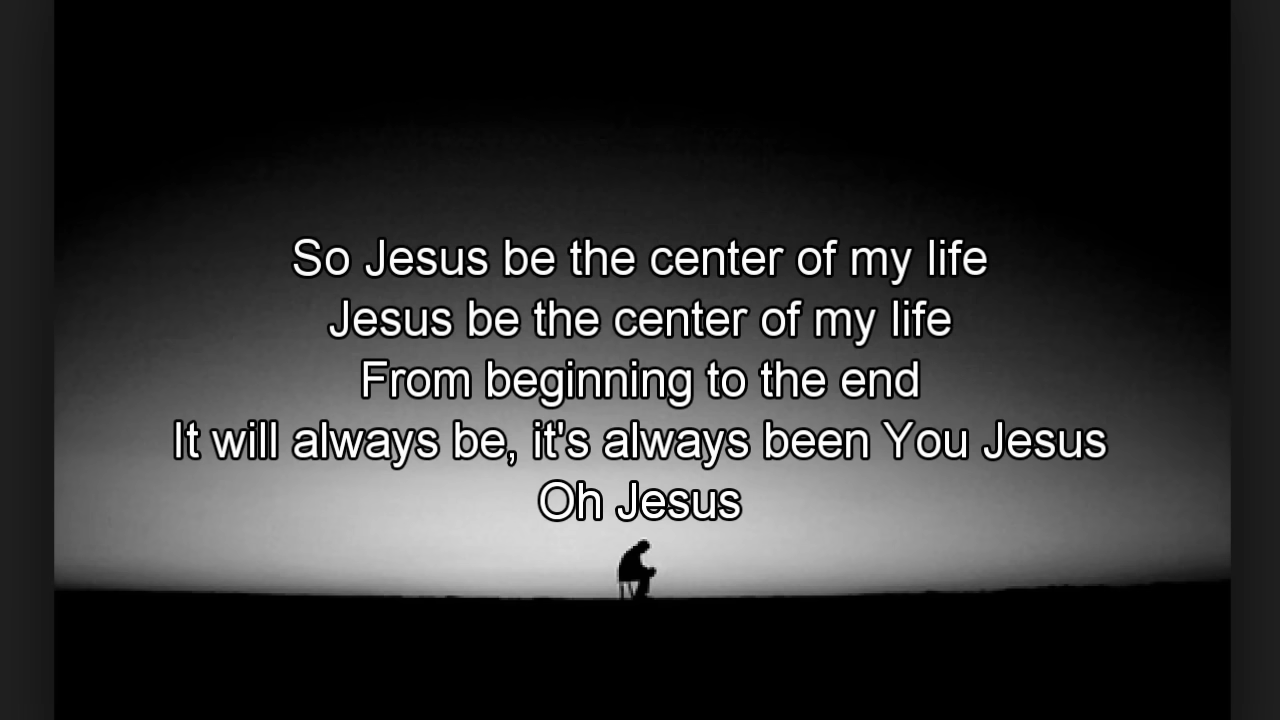 So Jesus be the center of my life
Jesus be the center of my life
From beginning to the end
It will always be, it's always been You Jesus
Oh Jesus